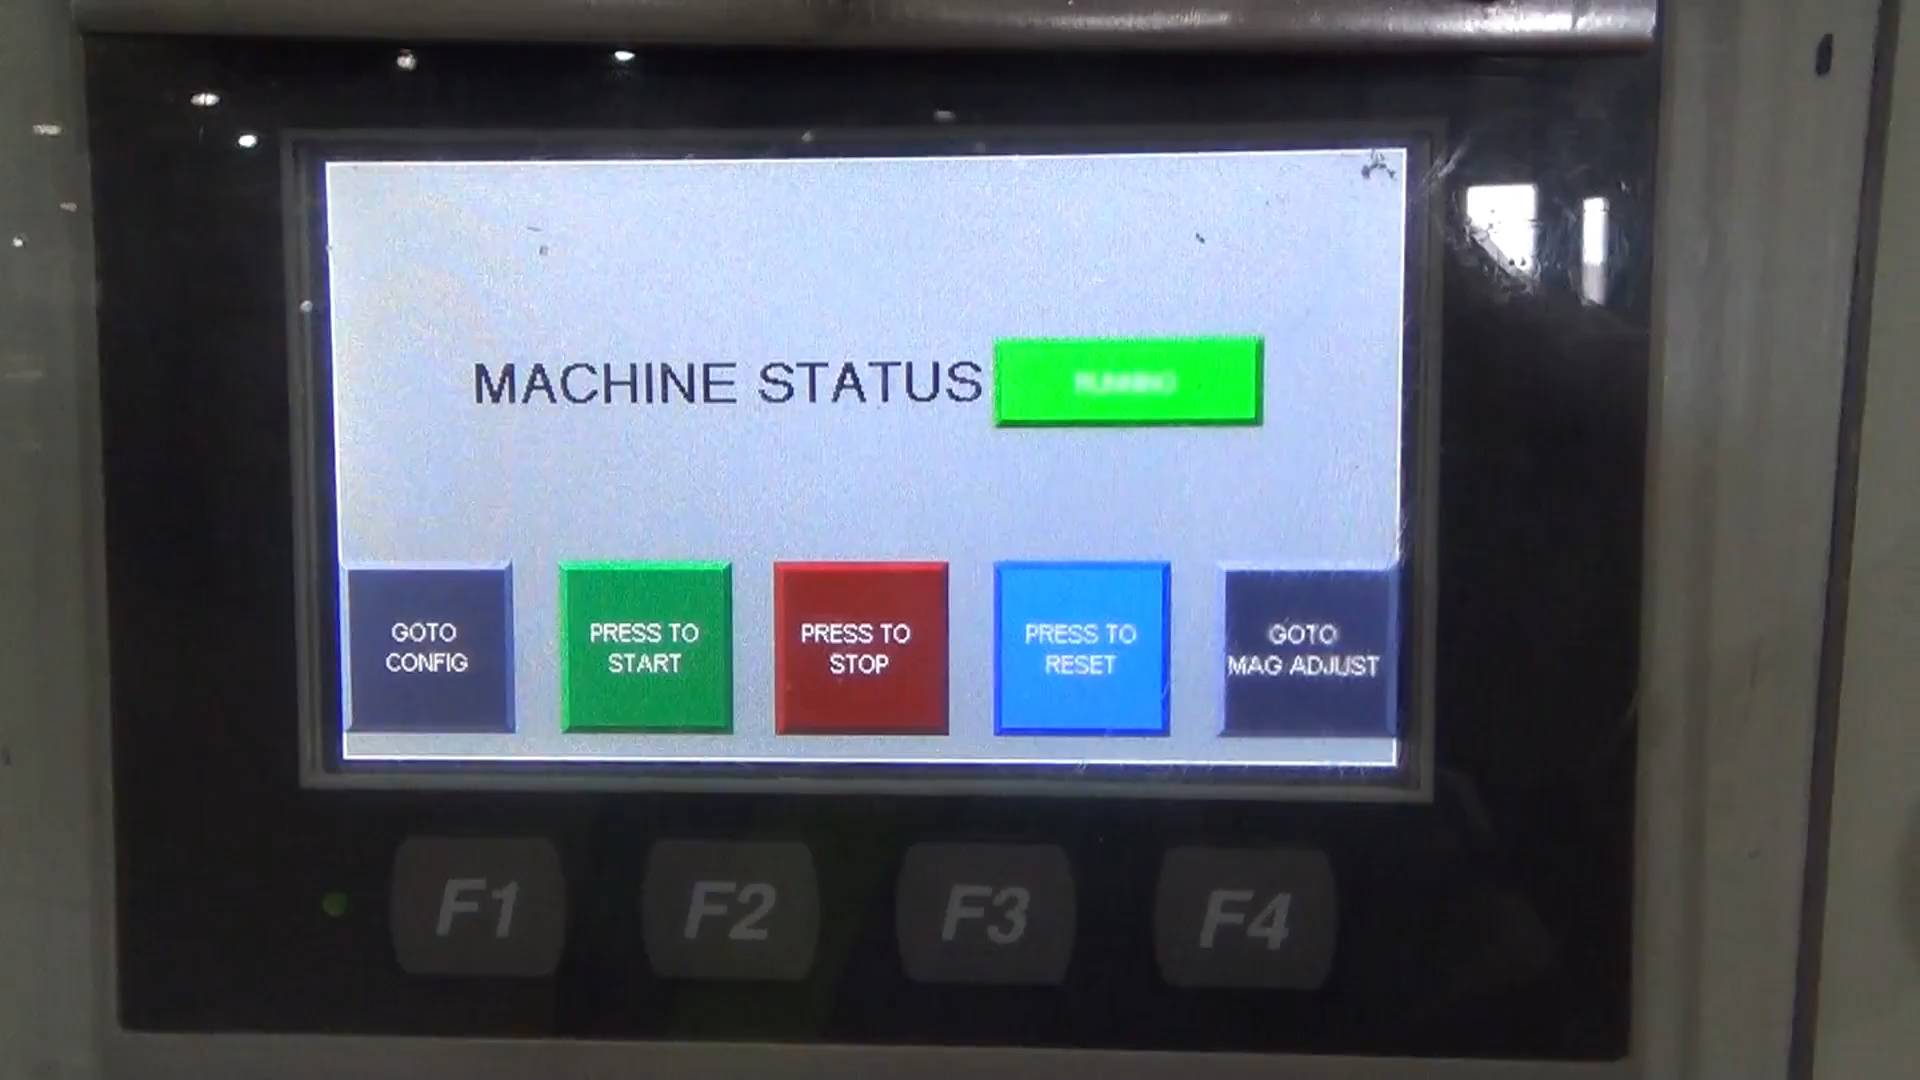 MACHINE STATUS RUNNING
GOTO
CONFIG
PRESS TO
START
PRESS TO
STOP
PRESS TO
RESET
GOTO
MAG ADJUST
F1 F2 F3 F4